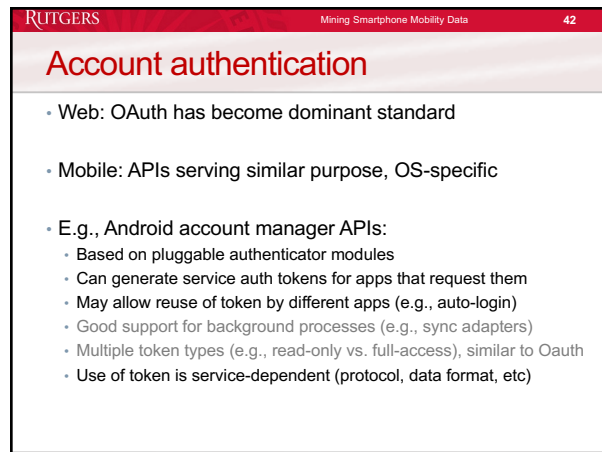 RUTGERS Mining Smartphone Mobility Data 42
Account authentication
• Web: OAuth has become dominant standard
• Mobile: APIs serving similar purpose, OS-specific
• E.g., Android account manager APIs:
• Based on pluggable authenticator modules
• Can generate service auth tokens for apps that request them
• May allow reuse of token by different apps (e.g., auto-login)
• Good support for background processes (e.g., sync adapters)
• Multiple token types (e.g., read-only vs. full-access), similar to Oauth
• Use of token is service-dependent (protocol, data format, etc)